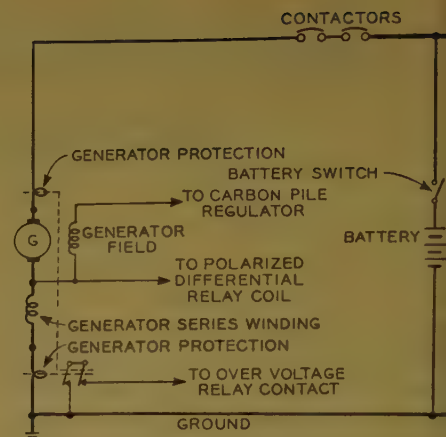 CONTACTORS
GENERATOR PROTECTION
BATTERY SWITCH
TO CARBON PILE
REGULATOR
GENERATOR
FIELD
G
BATTERY
TO POLARIZED
DIFFERENTIAL
RELAY COIL
GENERATOR SERIES WINDING
GENERATOR PROTECTION
TO OVER VOLTAGE
RELAY CONTACT
GROUND